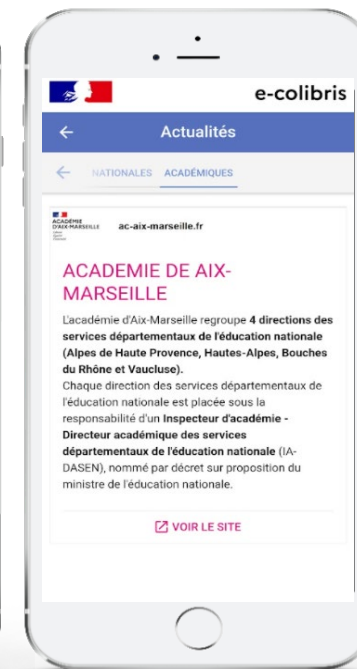 e-colibris
Actualités
NATIONALES ACADÉMIQUES
ACADÉMIE
D'AIX-MARSEILLE
ac-aix-marseille.fr
ACADEMIE DE AIX-
MARSEILLE
L'académie d'Aix-Marseille regroupe 4 directions des
services départementaux de l'éducation nationale
(Alpes de Haute Provence, Hautes-Alpes, Bouches
du Rhône et Vaucluse).
Chaque direction des services départementaux de
l'éducation nationale est placée sous la
responsabilité d'un Inspecteur d'académie -
Directeur académique des services
départementaux de l'éducation nationale (IA-
DASEN), nommé par décret sur proposition du
ministre de l'éducation nationale.
VOIR LE SITE